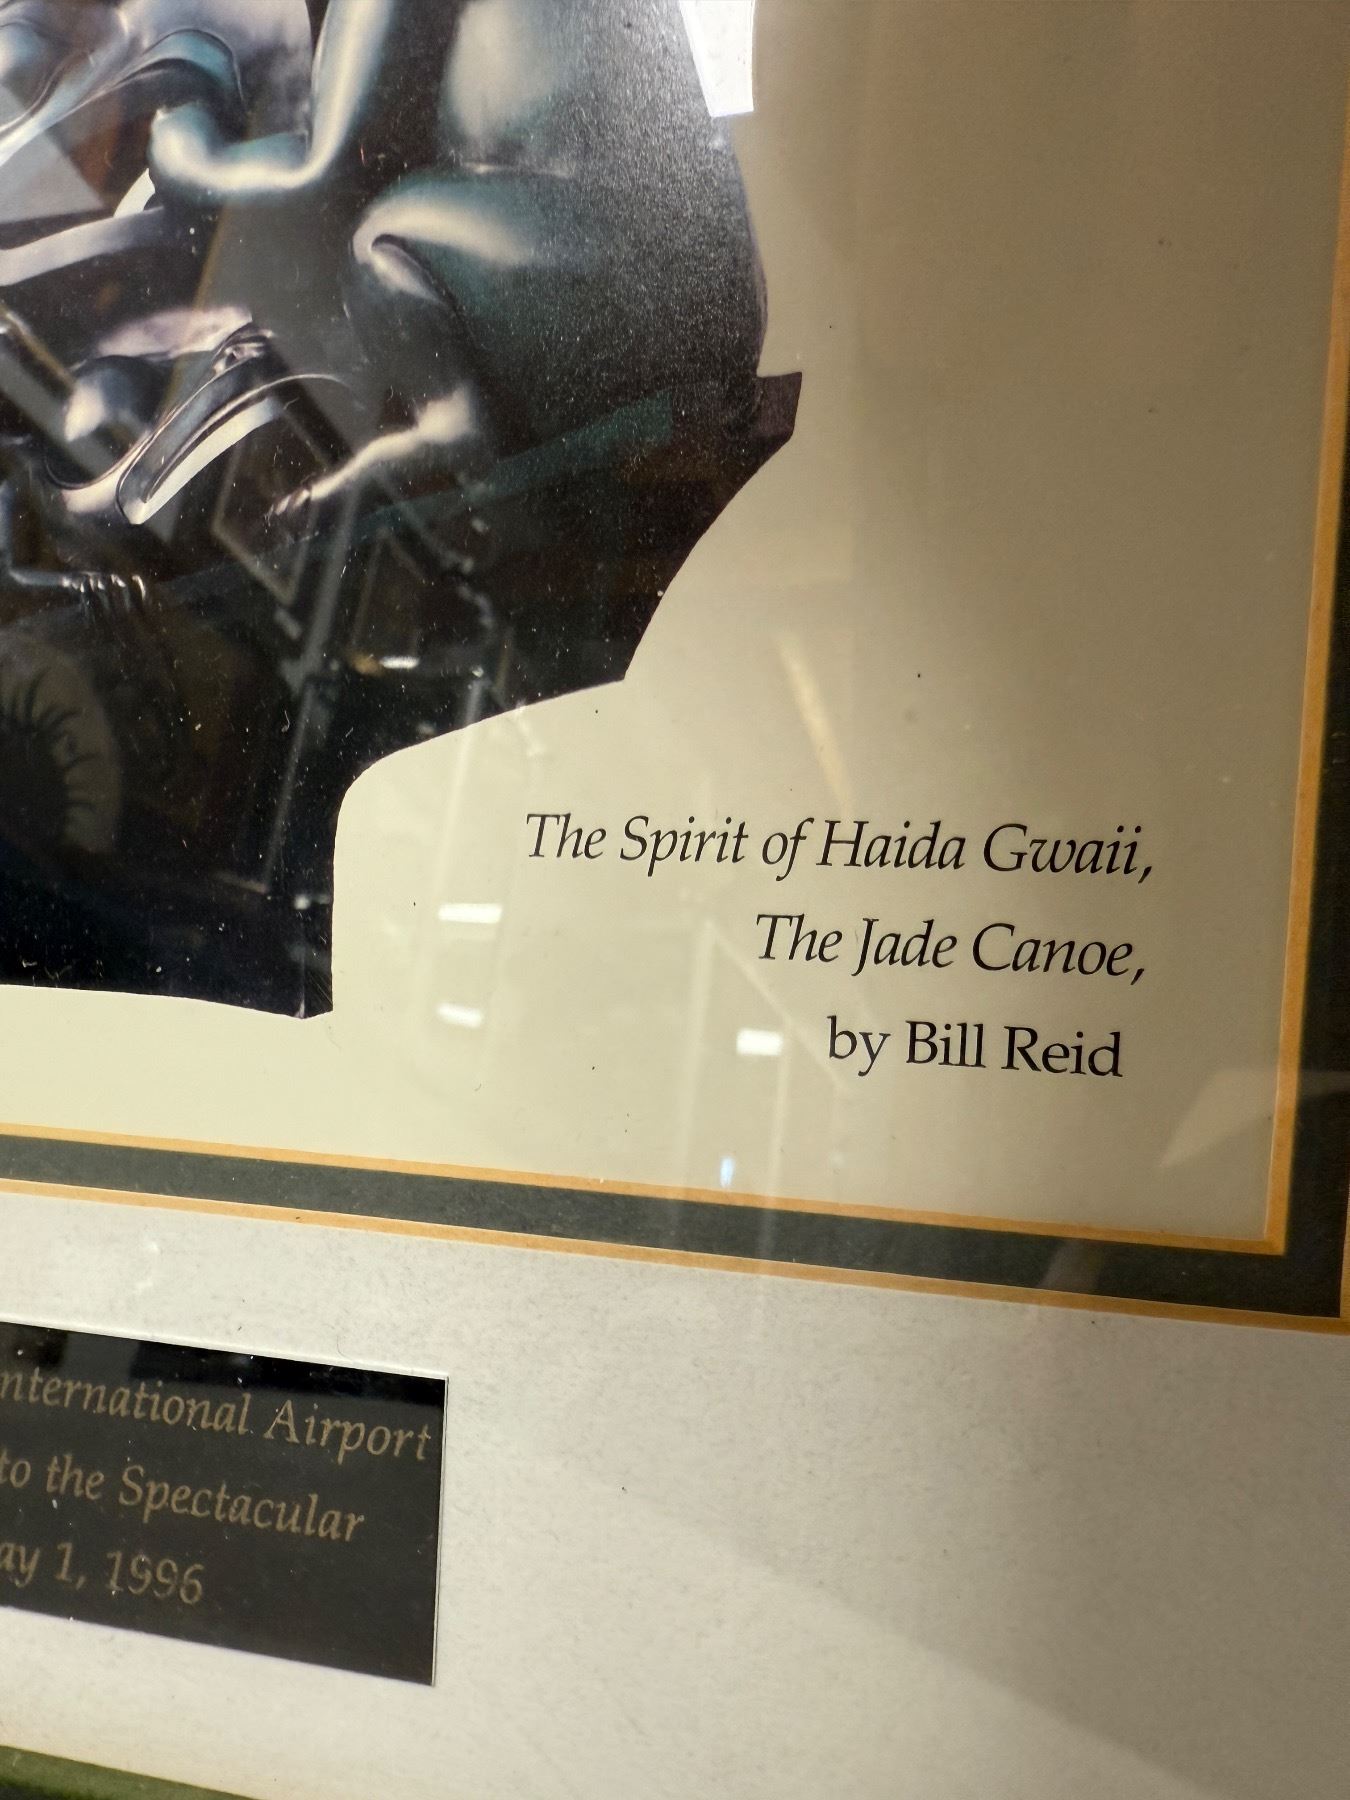 The Spirit of Haida Gwaii,
The Jade Canoe,
by Bill Reid
nternational Airport
to the Spectacular
ay 1, 1996